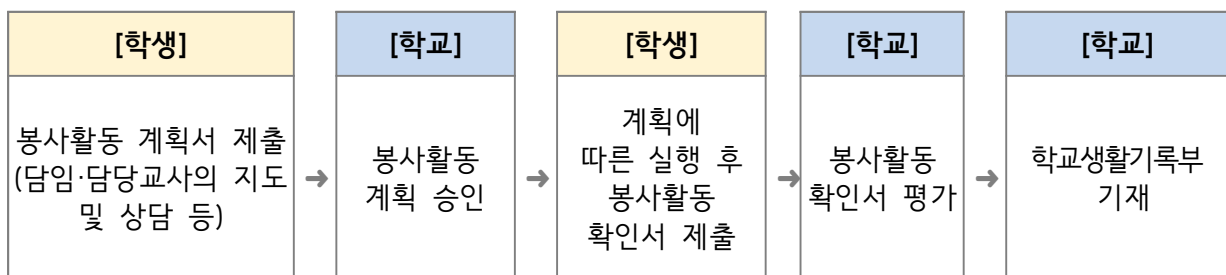 [학생]
봉사활동 계획서 제출
(담임·담당교사의 지도
및 상담 등)
➜
[학교]
봉사활동
계획 승인
➜
[학생]
계획에
따른 실행 후
봉사활동
확인서 제출
➜
[학교]
봉사활동
확인서 평가
➜
[학교]
학교생활기록부
기재